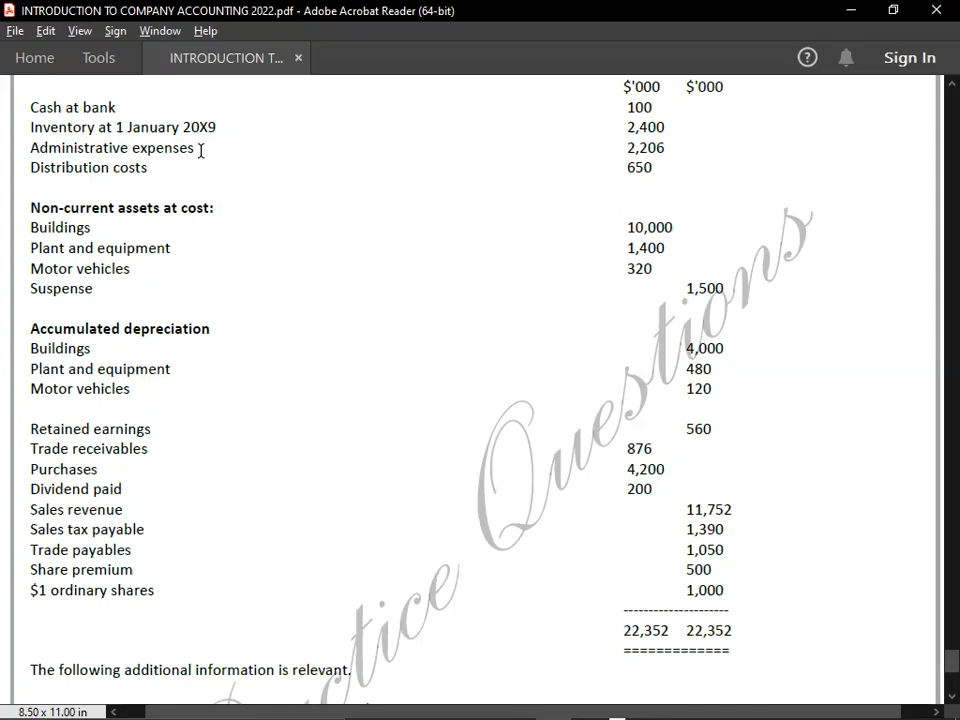 INTRODUCTION TO COMPANY ACCOUNTING 2022.pdf - Adobe Acrobat Reader (64-bit)
File Edit View Sign Window Help
Home Tools INTRODUCTION T... × Sign In
$'000 $'000
Cash at bank 100
Inventory at 1 January 20X9 2,400
Administrative expenses 2,206
Distribution costs 650
Non-current assets at cost:
Buildings 10,000
Plant and equipment 1,400
Motor vehicles 320
Suspense 1,500
Accumulated depreciation
Buildings 4,000
Plant and equipment 480
Motor vehicles 120
Retained earnings 560
Trade receivables 876
Purchases 4,200
Dividend paid 200
Sales revenue 11,752
Sales tax payable 1,390
Trade payables 1,050
Share premium 500
$1 ordinary shares 1,000
---------------------
22,352 22,352
=============
The following additional information is relevant.
8.50 x 11.00 in
Questions